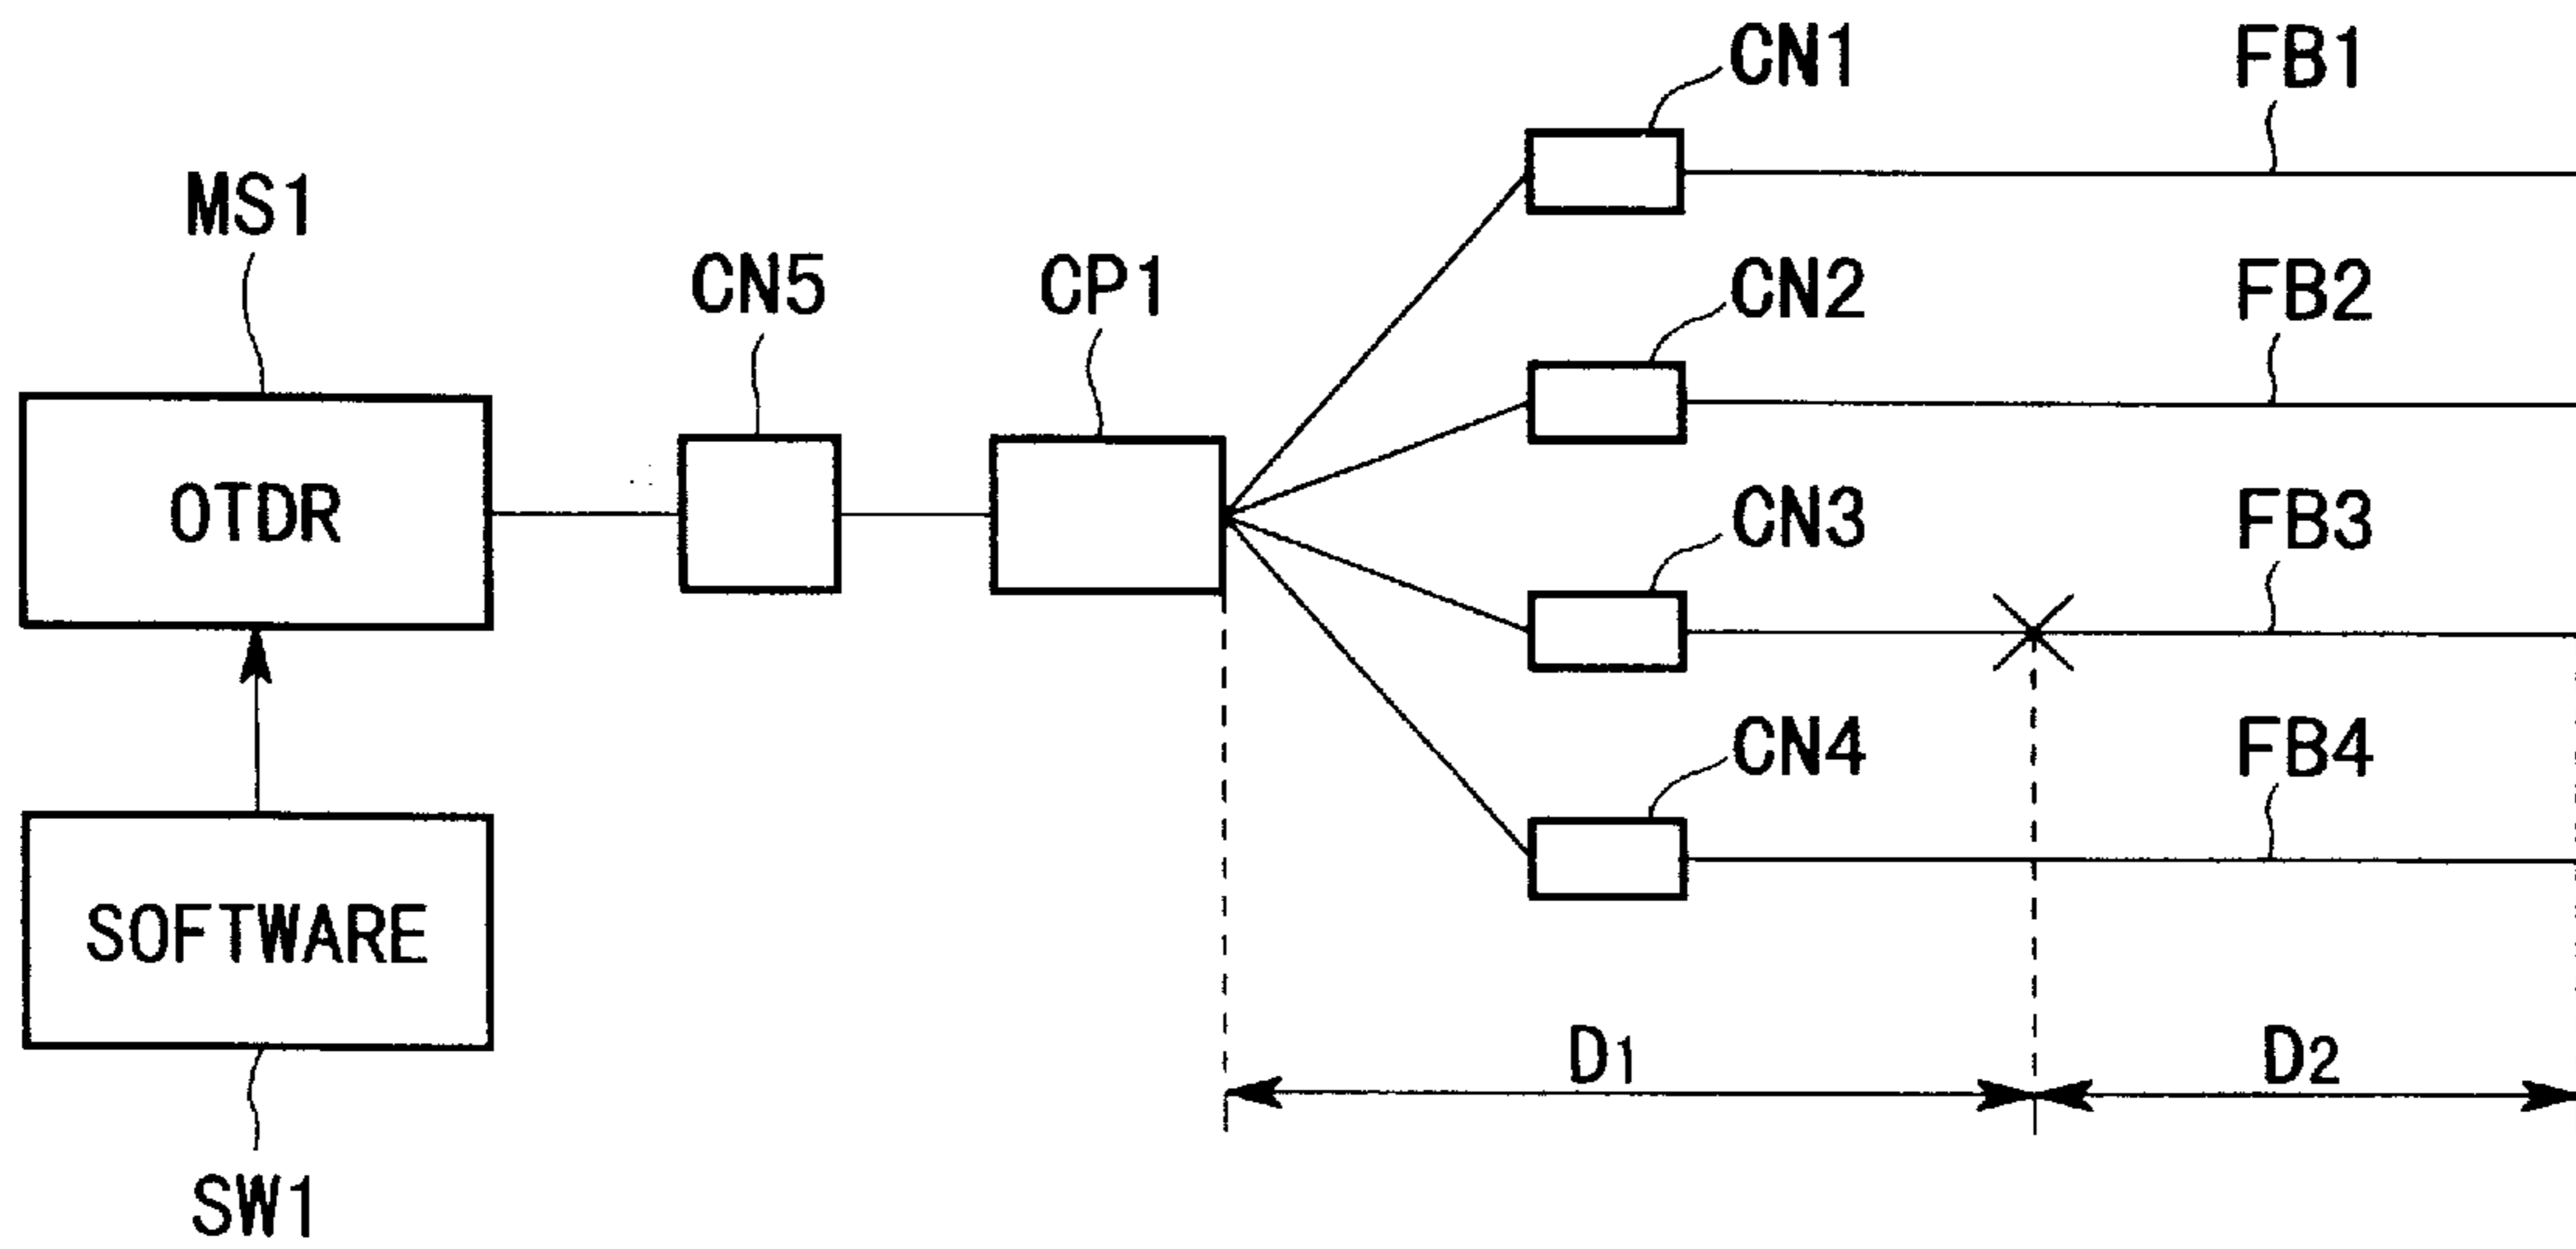 CN1
FB1
MS1
CN5
CP1
CN2
FB2
OTDR
CN3
FB3
CN4
FB4
SOFTWARE
D1
D2
SW1